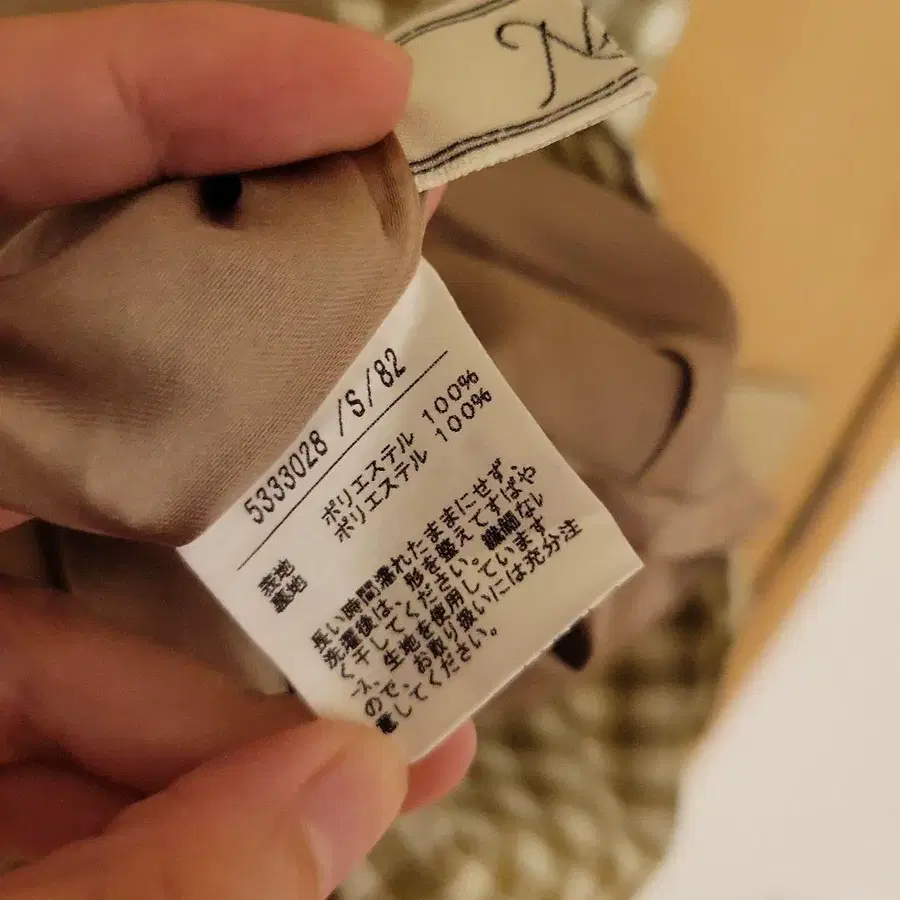 5333028 /S/82
表地 ポリエステル 100%
裏地 ポリエステル 100%
長い時間濡れたままにせず、
洗濯後は、形を整えてすばや
く干してください。繊細な
生地を使用しています
ので、お取り扱いには充分注
意してください。